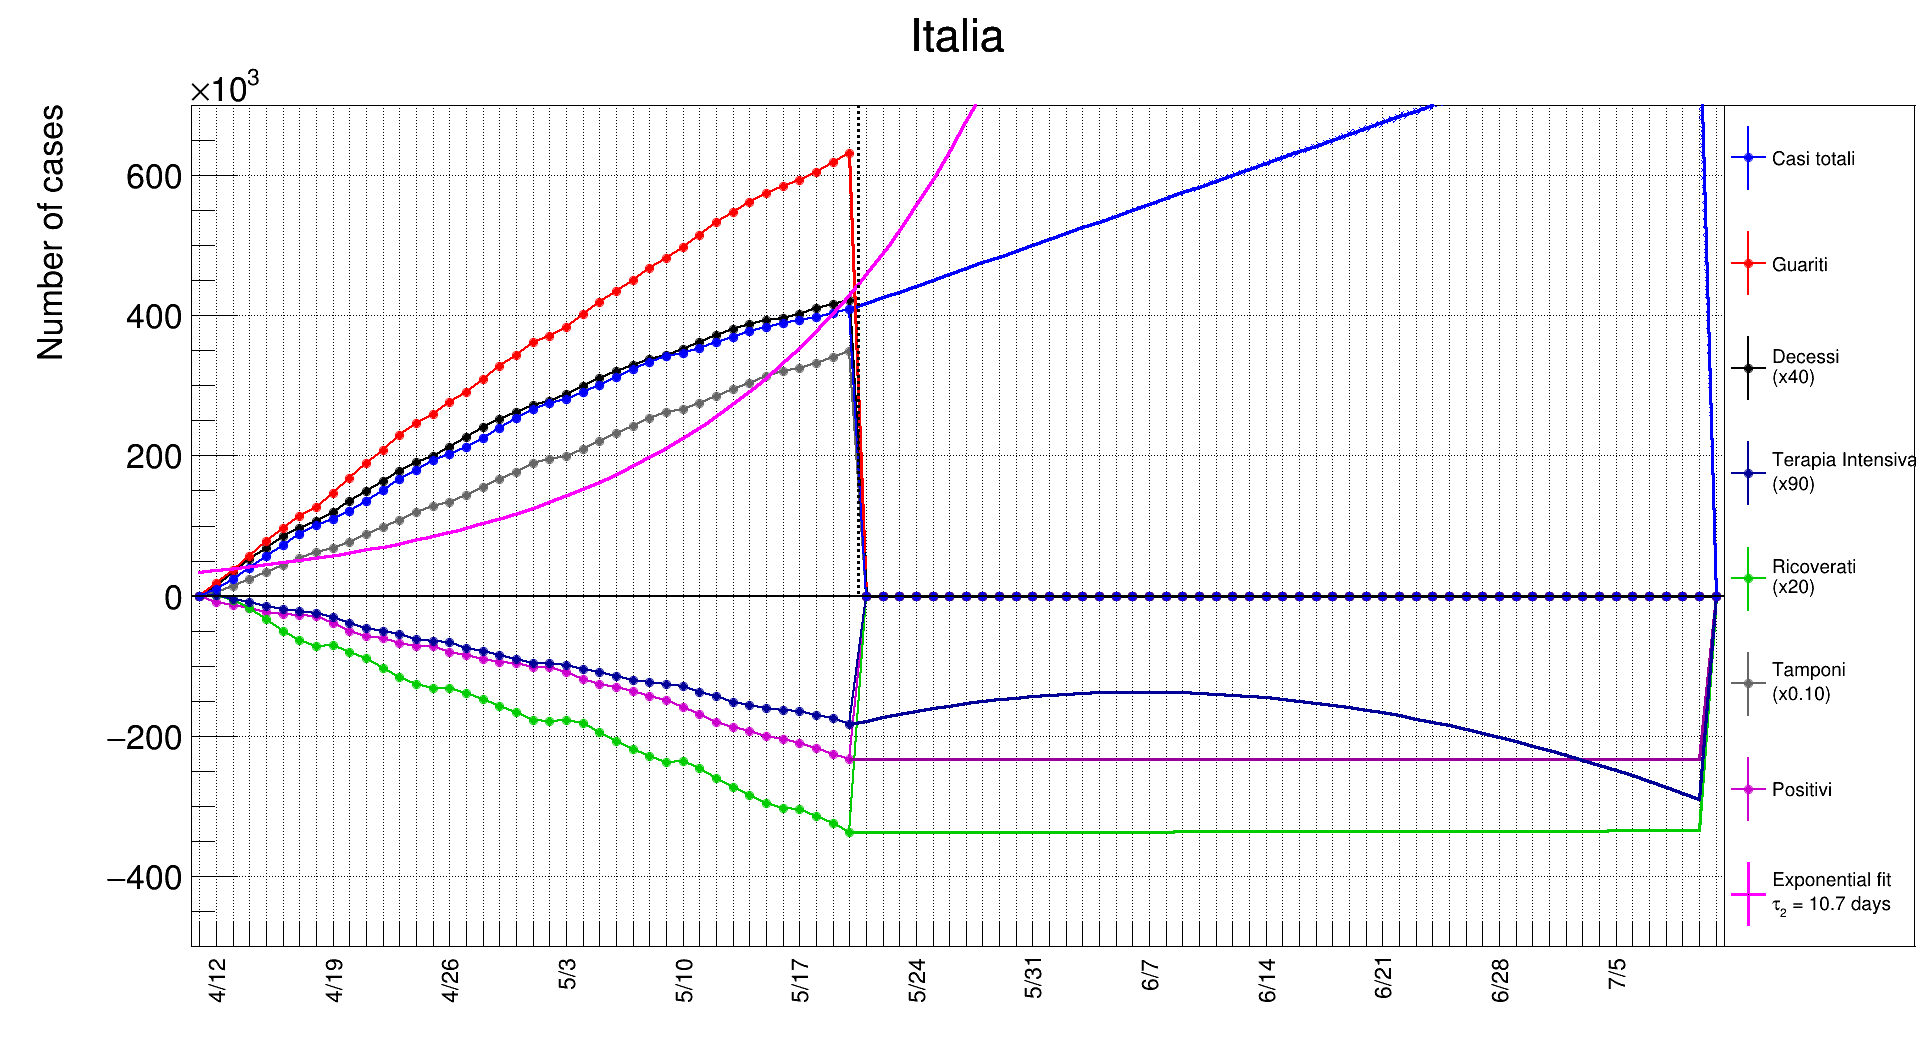 Italia
×10³
Number of cases
600
400
200
0
−200
−400
4/12
4/19
4/26
5/3
5/10
5/17
5/24
5/31
6/7
6/14
6/21
6/28
7/5
Casi totali
Guariti
Decessi
(x40)
Terapia Intensiva
(x90)
Ricoverati
(x20)
Tamponi
(x0.10)
Positivi
Exponential fit
τ₂ = 10.7 days